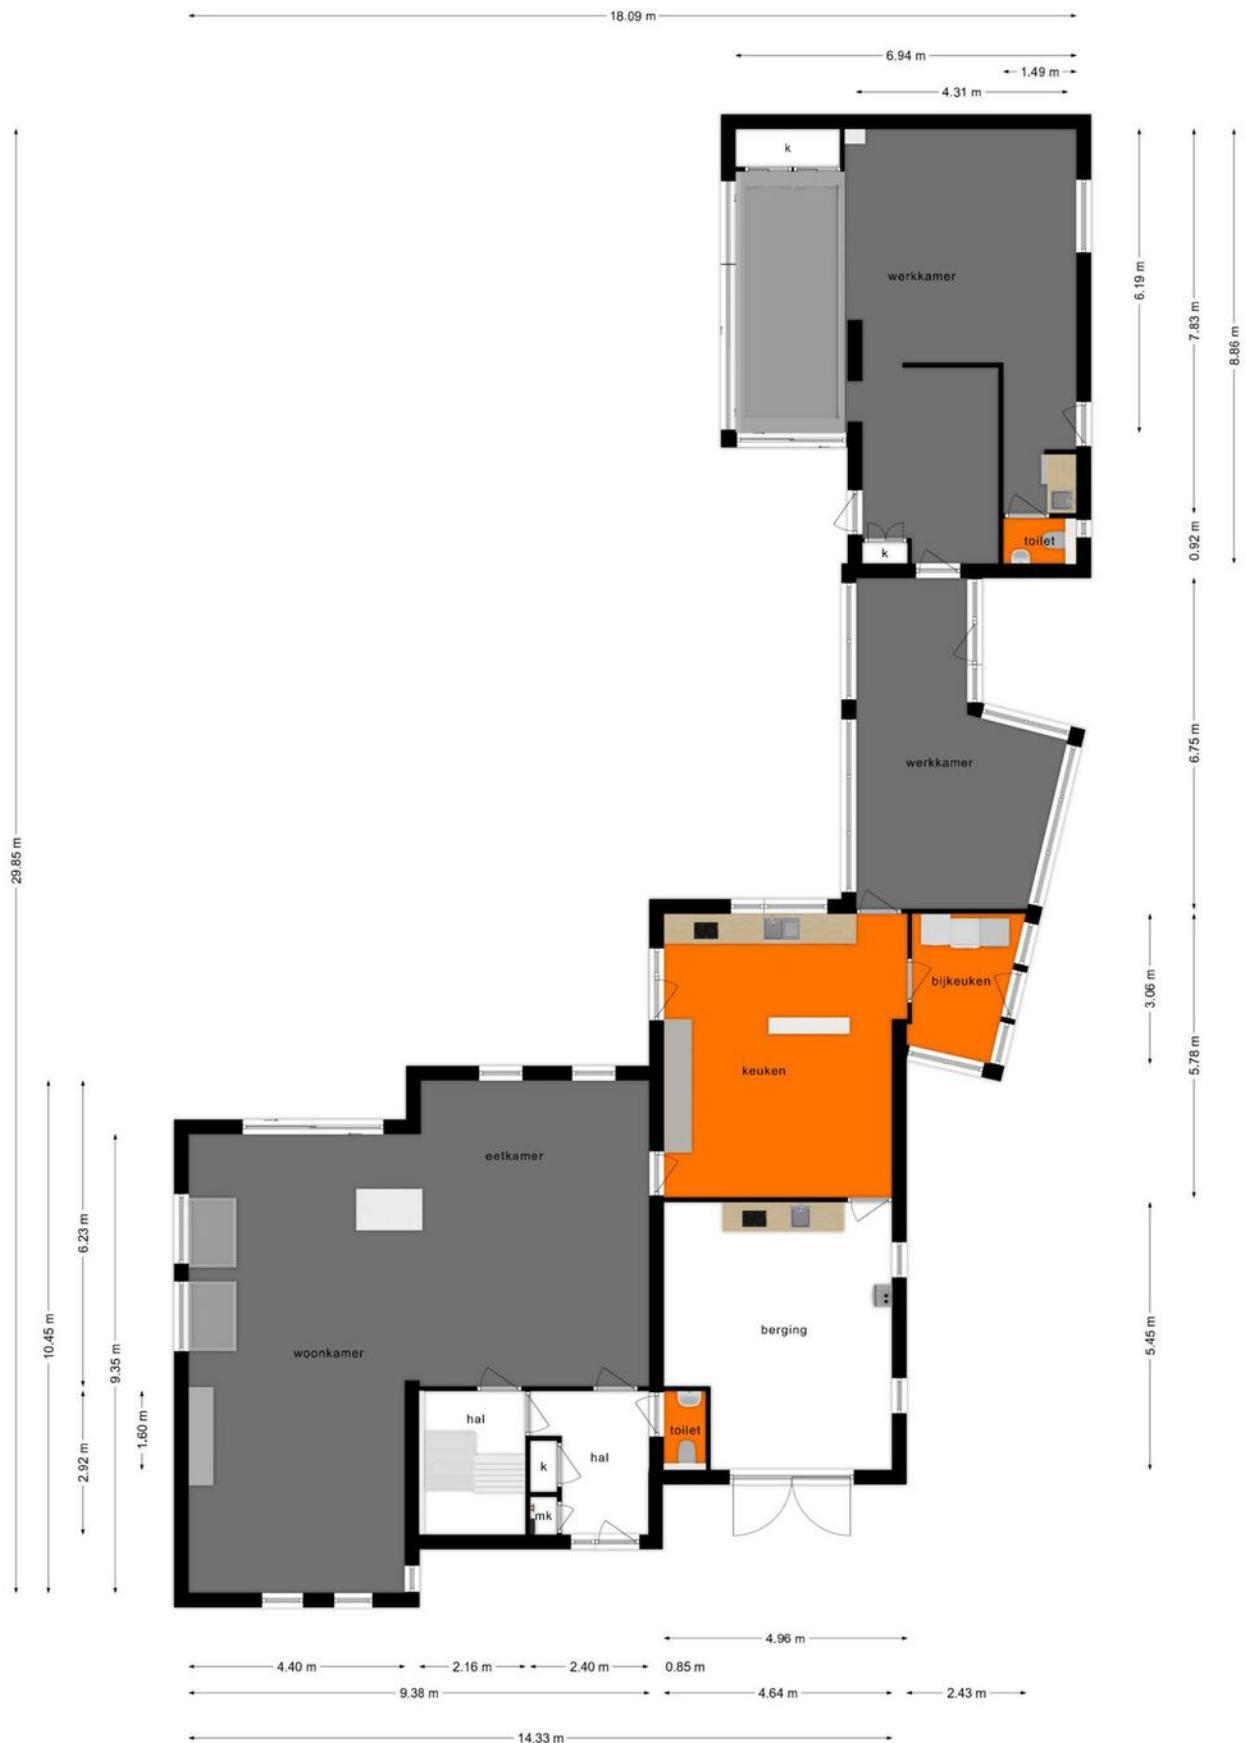 18.09 m
6.94 m
1.49 m
4.31 m
k
werkkamer
6.19 m
7.83 m
8.86 m
toilet
k
0.92 m
werkkamer
6.75 m
29.85 m
bijkeuken
3.06 m
keuken
5.78 m
eetkamer
6.23 m
10.45 m
9.35 m
woonkamer
berging
5.45 m
hal
1.60 m
2.92 m
toilet
hal
k
mk
4.96 m
4.40 m
2.16 m
2.40 m
0.85 m
9.38 m
4.64 m
2.43 m
14.33 m